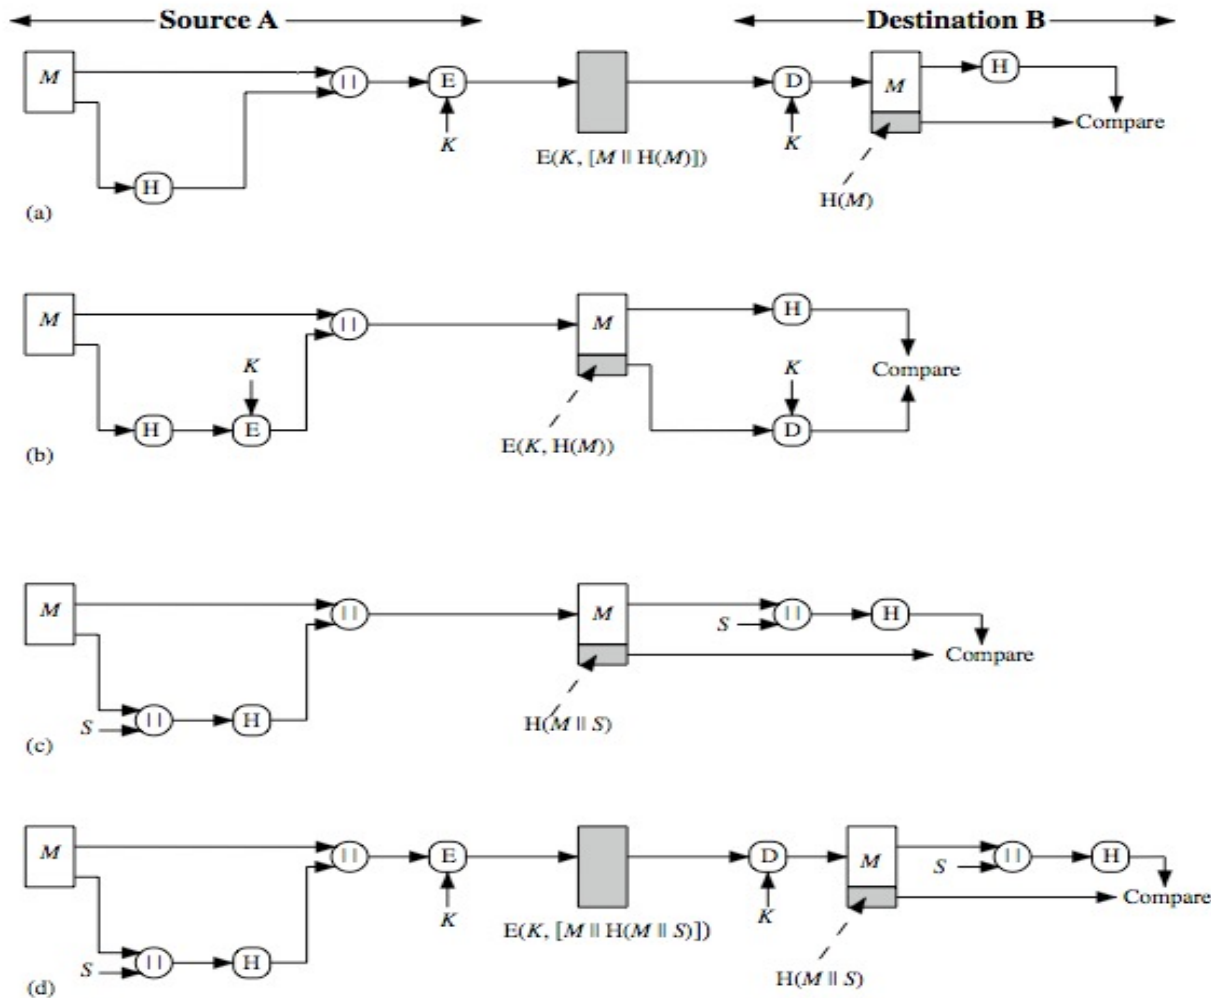 Source A Destination B
M || E D M H
K K Compare
E(K, [M || H(M)])
H H(M)
(a)
M || M H
K K Compare
H E D
E(K, H(M))
(b)
M || M S || H
Compare
S || H H(M || S)
(c)
M || E D M S || H
K K Compare
E(K, [M || H(M || S)])
S || H H(M || S)
(d)